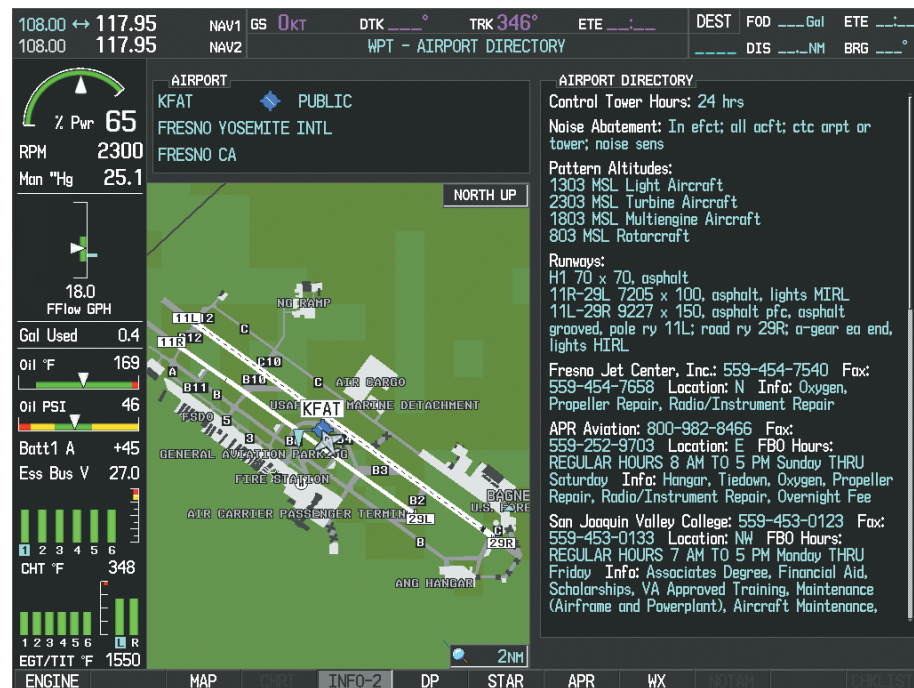 108.00 ↔ 117.95 NAV1 GS 0KT DTK ___° TRK 346° ETE __:__ DEST FOD ___Gal ETE __:__
108.00 117.95 NAV2 WPT - AIRPORT DIRECTORY ____ DIS __._NM BRG ___°
% Pwr 65
RPM 2300
Man "Hg 25.1
18.0
FFlow GPH
Gal Used 0.4
Oil °F 169
Oil PSI 46
Batt1 A +45
Ess Bus V 27.0
1 2 3 4 5 6
CHT °F 348
1 2 3 4 5 6 L R
EGT/TIT °F 1550
AIRPORT
KFAT PUBLIC
FRESNO YOSEMITE INTL
FRESNO CA
NORTH UP
NG RAMP
11L
C
11R B12
C10
A B10 C AIR CARGO
B11
B
USAF MARINE DETACHMENT
KFAT
FSDO 5
3
GENERAL AVIATION PARKING
B3
FIRE STATION
BAGNE
B2
U.S. FORE
AIR CARRIER PASSENGER TERMIN 29L
C
B 29R
ANG HANGAR
2NM
AIRPORT DIRECTORY
Control Tower Hours: 24 hrs
Noise Abatement: In efct; all acft; ctc arpt or
tower; noise sens
Pattern Altitudes:
1303 MSL Light Aircraft
2303 MSL Turbine Aircraft
1803 MSL Multiengine Aircraft
803 MSL Rotorcraft
Runways:
H1 70 x 70, asphalt
11R-29L 7205 x 100, asphalt, lights MIRL
11L-29R 9227 x 150, asphalt pfc, asphalt
grooved, pole ry 11L; road ry 29R; a-gear ea end,
lights HIRL
Fresno Jet Center, Inc.: 559-454-7540 Fax:
559-454-7658 Location: N Info: Oxygen,
Propeller Repair, Radio/Instrument Repair
APR Aviation: 800-982-8466 Fax:
559-252-9703 Location: E FBO Hours:
REGULAR HOURS 8 AM TO 5 PM Sunday THRU
Saturday Info: Hangar, Tiedown, Oxygen, Propeller
Repair, Radio/Instrument Repair, Overnight Fee
San Joaquin Valley College: 559-453-0123 Fax:
559-453-0133 Location: NW FBO Hours:
REGULAR HOURS 7 AM TO 5 PM Monday THRU
Friday Info: Associates Degree, Financial Aid,
Scholarships, VA Approved Training, Maintenance
(Airframe and Powerplant), Aircraft Maintenance,
ENGINE MAP CHRT INFO-2 DP STAR APR WX NOTAM CHKLIST